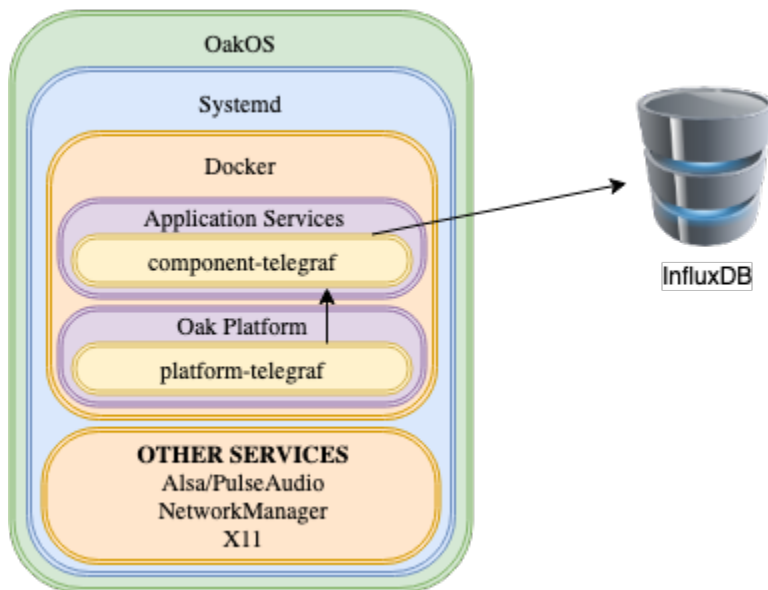 OakOS
Systemd
Docker
Application Services
component-telegraf
Oak Platform
platform-telegraf
OTHER SERVICES
Alsa/PulseAudio
NetworkManager
X11
InfluxDB